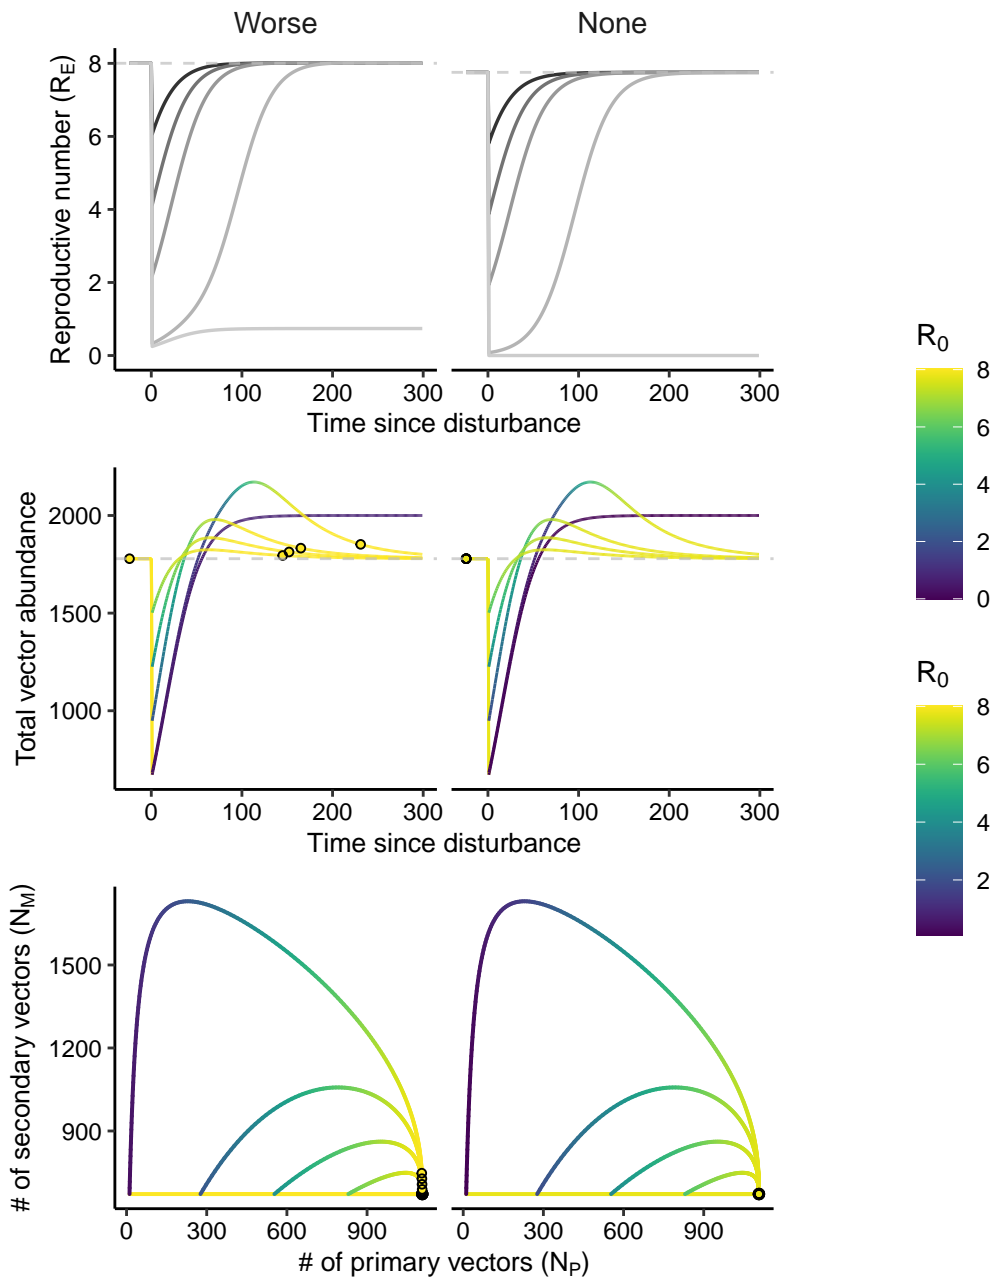 Worse
None
Reproductive number (R_E)
8
6
4
2
0
0 100 200 300
0 100 200 300
Time since disturbance
R_0
8
6
4
2
0
Total vector abundance
2000
1500
1000
0 100 200 300
0 100 200 300
Time since disturbance
R_0
8
6
4
2
# of secondary vectors (N_M)
1500
1200
900
0 300 600 900
0 300 600 900
# of primary vectors (N_P)